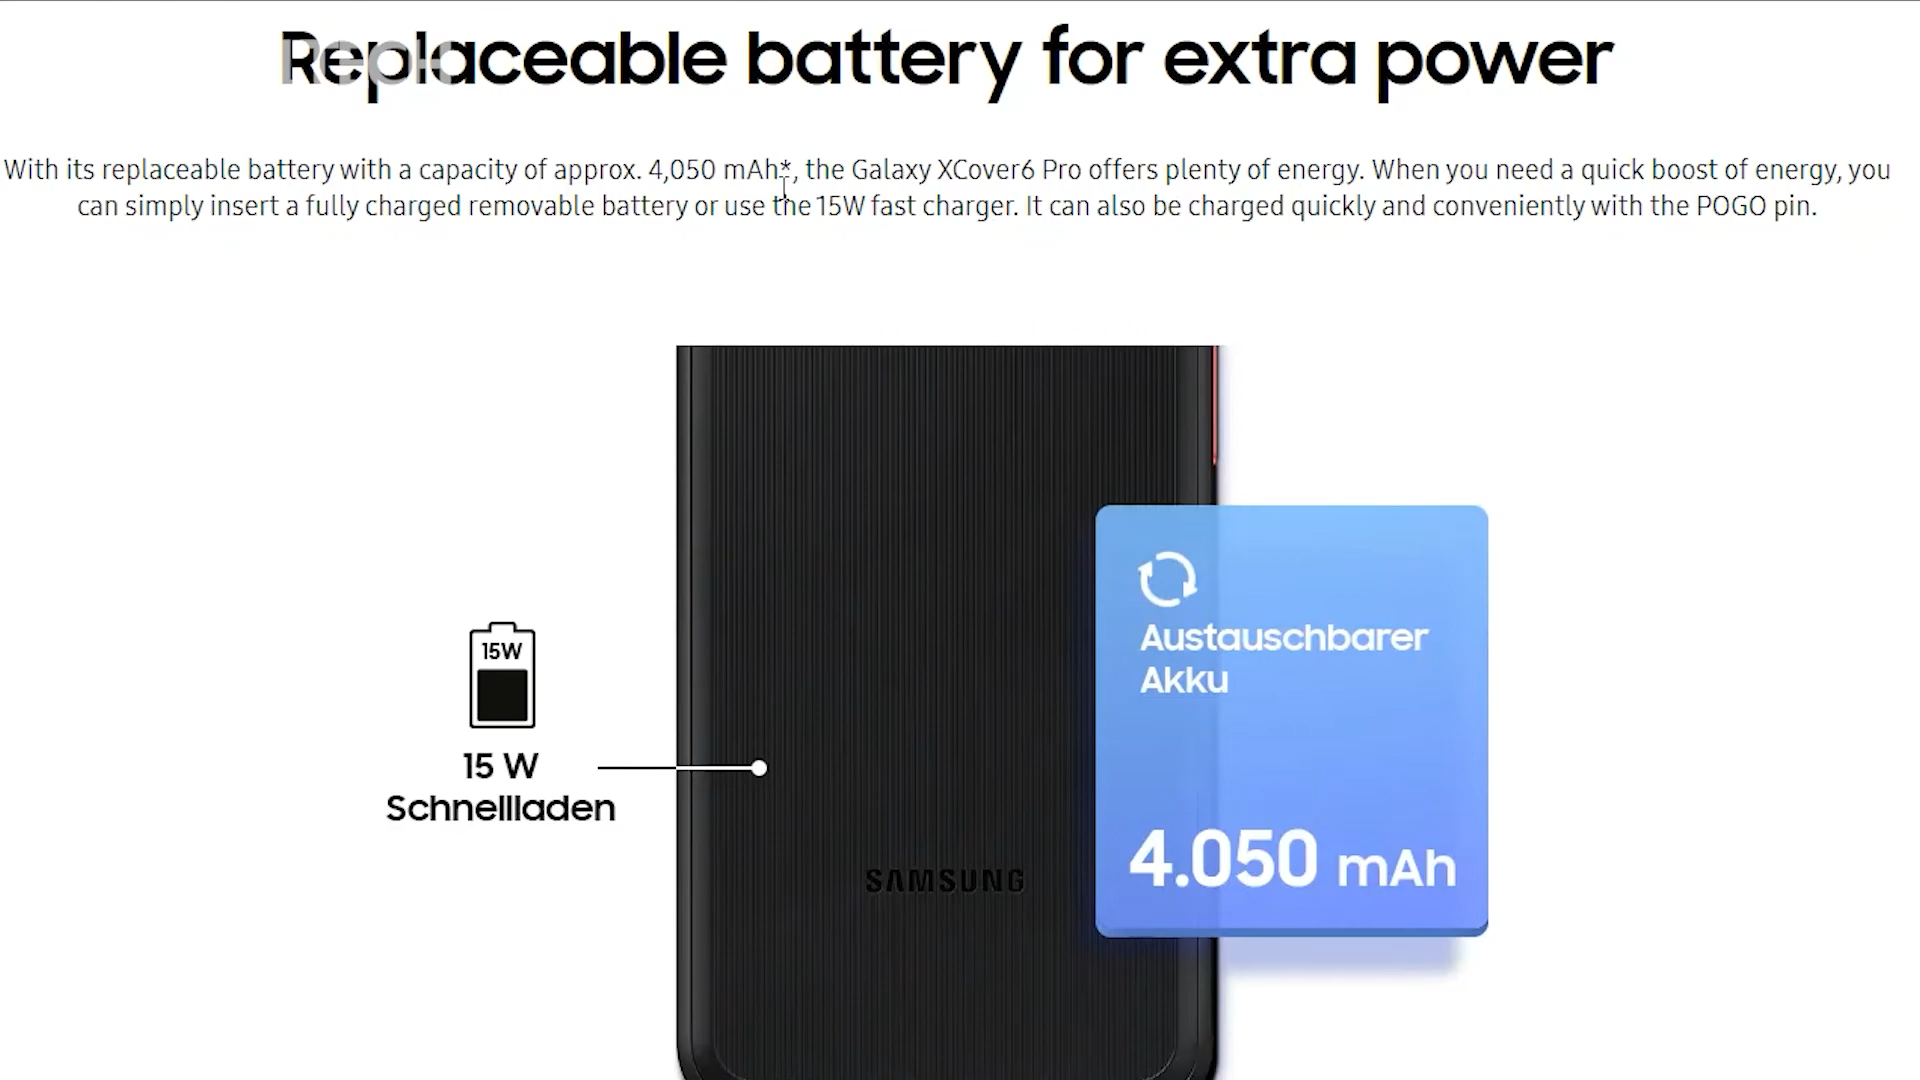 Replaceable battery for extra power
With its replaceable battery with a capacity of approx. 4,050 mAh*, the Galaxy XCover6 Pro offers plenty of energy. When you need a quick boost of energy, you
can simply insert a fully charged removable battery or use the 15W fast charger. It can also be charged quickly and conveniently with the POGO pin.
15W
15 W
Schnellladen
SAMSUNG
Austauschbarer
Akku
4.050 mAh